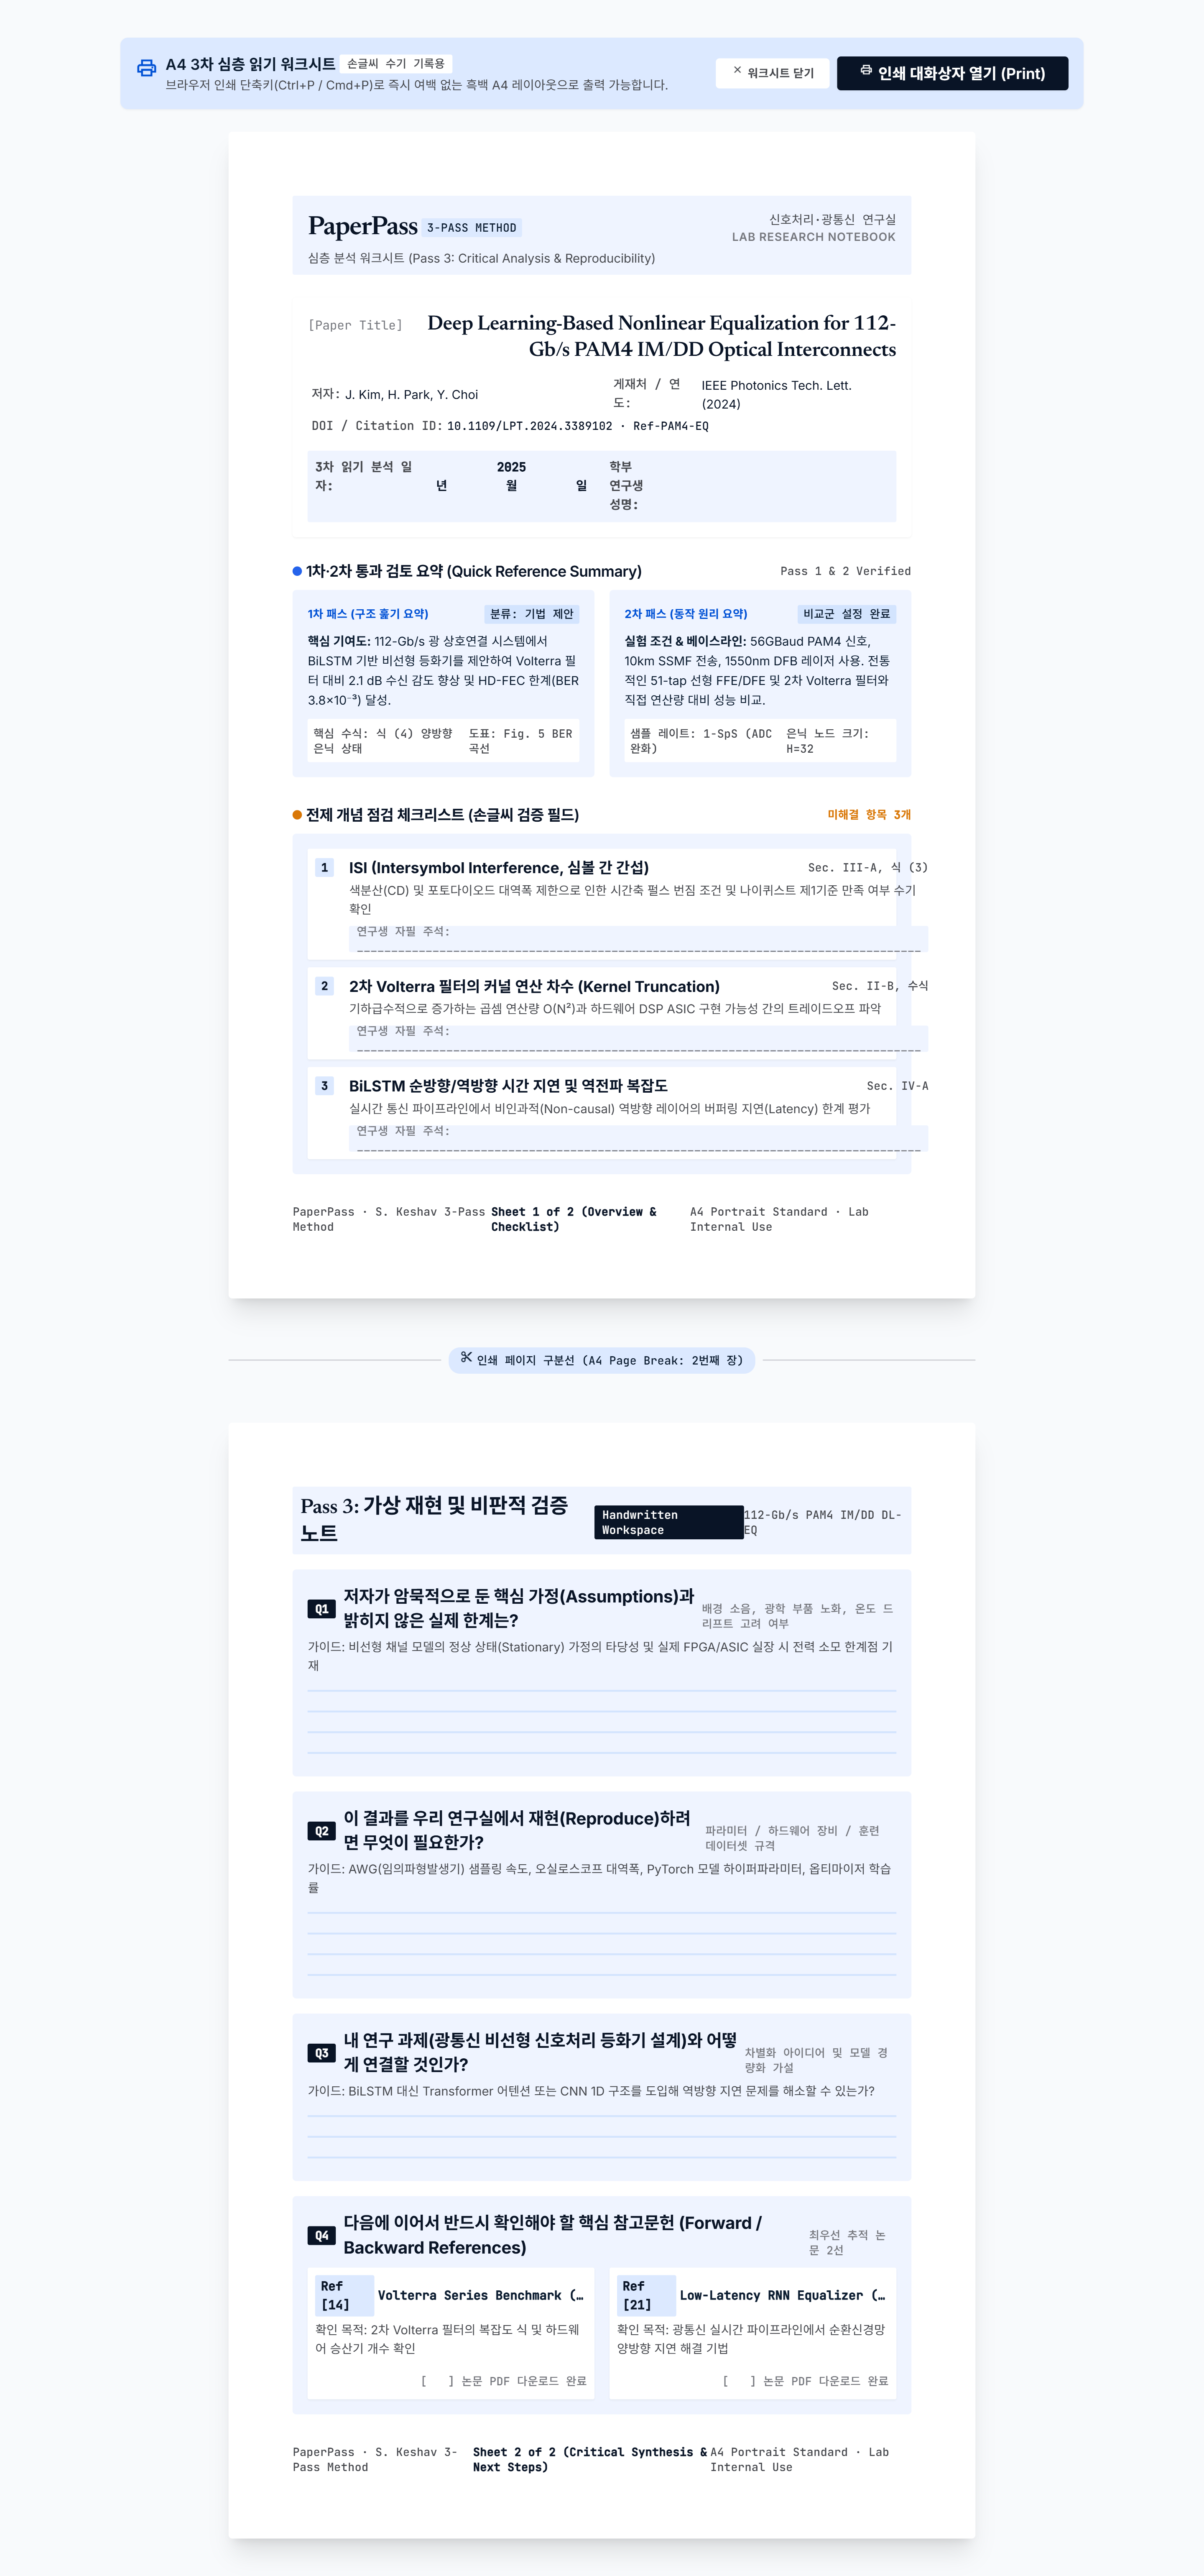 A4 3차 심층 읽기 워크시트 손글씨 수기 기록용
브라우저 인쇄 단축키(Ctrl+P / Cmd+P)로 즉시 여백 없는 흑백 A4 레이아웃으로 출력 가능합니다.
× 워크시트 닫기
인쇄 대화상자 열기 (Print)
PaperPass 3-PASS METHOD
심층 분석 워크시트 (Pass 3: Critical Analysis & Reproducibility)
신호처리·광통신 연구실
LAB RESEARCH NOTEBOOK
[Paper Title]
Deep Learning-Based Nonlinear Equalization for 112-
Gb/s PAM4 IM/DD Optical Interconnects
저자: J. Kim, H. Park, Y. Choi
게재처 / 연
도:
IEEE Photonics Tech. Lett.
(2024)
DOI / Citation ID: 10.1109/LPT.2024.3389102 · Ref-PAM4-EQ
3차 읽기 분석 일
자:
2025
년 월 일
학부
연구생
성명:
1차·2차 통과 검토 요약 (Quick Reference Summary)
Pass 1 & 2 Verified
1차 패스 (구조 훑기 요약)
분류: 기법 제안
핵심 기여도: 112-Gb/s 광 상호연결 시스템에서
BiLSTM 기반 비선형 등화기를 제안하여 Volterra 필
터 대비 2.1 dB 수신 감도 향상 및 HD-FEC 한계(BER
3.8×10⁻³) 달성.
핵심 수식: 식 (4) 양방향
은닉 상태
도표: Fig. 5 BER
곡선
2차 패스 (동작 원리 요약)
비교군 설정 완료
실험 조건 & 베이스라인: 56GBaud PAM4 신호,
10km SSMF 전송, 1550nm DFB 레이저 사용. 전통
적인 51-tap 선형 FFE/DFE 및 2차 Volterra 필터와
직접 연산량 대비 성능 비교.
샘플 레이트: 1-SpS (ADC
완화)
은닉 노드 크기:
H=32
전제 개념 점검 체크리스트 (손글씨 검증 필드)
미해결 항목 3개
1
ISI (Intersymbol Interference, 심볼 간 간섭)
Sec. III-A, 식 (3)
색분산(CD) 및 포토다이오드 대역폭 제한으로 인한 시간축 펄스 번짐 조건 및 나이퀴스트 제1기준 만족 여부 수기
확인
연구생 자필 주석:
__________________________________________________________________________________
2
2차 Volterra 필터의 커널 연산 차수 (Kernel Truncation)
Sec. II-B, 수식
기하급수적으로 증가하는 곱셈 연산량 O(N²)과 하드웨어 DSP ASIC 구현 가능성 간의 트레이드오프 파악
연구생 자필 주석:
__________________________________________________________________________________
3
BiLSTM 순방향/역방향 시간 지연 및 역전파 복잡도
Sec. IV-A
실시간 통신 파이프라인에서 비인과적(Non-causal) 역방향 레이어의 버퍼링 지연(Latency) 한계 평가
연구생 자필 주석:
__________________________________________________________________________________
PaperPass · S. Keshav 3-Pass
Method
Sheet 1 of 2 (Overview &
Checklist)
A4 Portrait Standard · Lab
Internal Use
인쇄 페이지 구분선 (A4 Page Break: 2번째 장)
Pass 3: 가상 재현 및 비판적 검증
노트
Handwritten
Workspace
112-Gb/s PAM4 IM/DD DL-
EQ
Q1
저자가 암묵적으로 둔 핵심 가정(Assumptions)과
밝히지 않은 실제 한계는?
배경 소음, 광학 부품 노화, 온도 드
리프트 고려 여부
가이드: 비선형 채널 모델의 정상 상태(Stationary) 가정의 타당성 및 실제 FPGA/ASIC 실장 시 전력 소모 한계점 기
재
Q2
이 결과를 우리 연구실에서 재현(Reproduce)하려
면 무엇이 필요한가?
파라미터 / 하드웨어 장비 / 훈련
데이터셋 규격
가이드: AWG(임의파형발생기) 샘플링 속도, 오실로스코프 대역폭, PyTorch 모델 하이퍼파라미터, 옵티마이저 학습
률
Q3
내 연구 과제(광통신 비선형 신호처리 등화기 설계)와 어떻
게 연결할 것인가?
차별화 아이디어 및 모델 경
량화 가설
가이드: BiLSTM 대신 Transformer 어텐션 또는 CNN 1D 구조를 도입해 역방향 지연 문제를 해소할 수 있는가?
Q4
다음에 이어서 반드시 확인해야 할 핵심 참고문헌 (Forward /
Backward References)
최우선 추적 논
문 2선
Ref
[14]
Volterra Series Benchmark (…
확인 목적: 2차 Volterra 필터의 복잡도 식 및 하드웨
어 승산기 개수 확인
[ ] 논문 PDF 다운로드 완료
Ref
[21]
Low-Latency RNN Equalizer (…
확인 목적: 광통신 실시간 파이프라인에서 순환신경망
양방향 지연 해결 기법
[ ] 논문 PDF 다운로드 완료
PaperPass · S. Keshav 3-
Pass Method
Sheet 2 of 2 (Critical Synthesis &
Next Steps)
A4 Portrait Standard · Lab
Internal Use